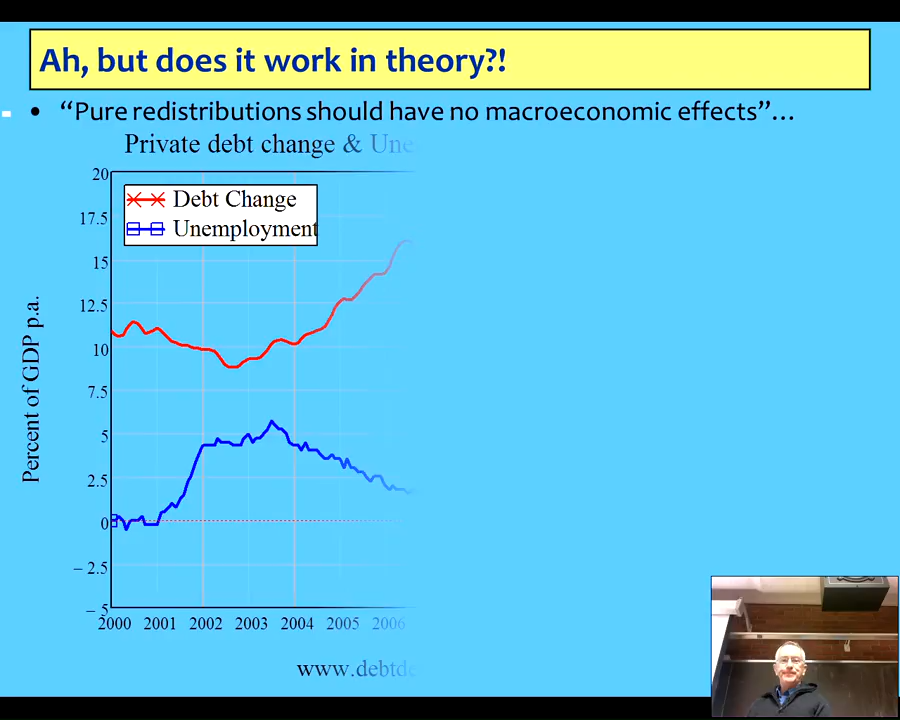 Ah, but does it work in theory?!
• “Pure redistributions should have no macroeconomic effects”…
Private debt change & Une
Debt Change
Unemployment
Percent of GDP p.a.
20
17.5
15
12.5
10
7.5
5
2.5
0
– 2.5
– 5
2000 2001 2002 2003 2004 2005 2006
www.debtde